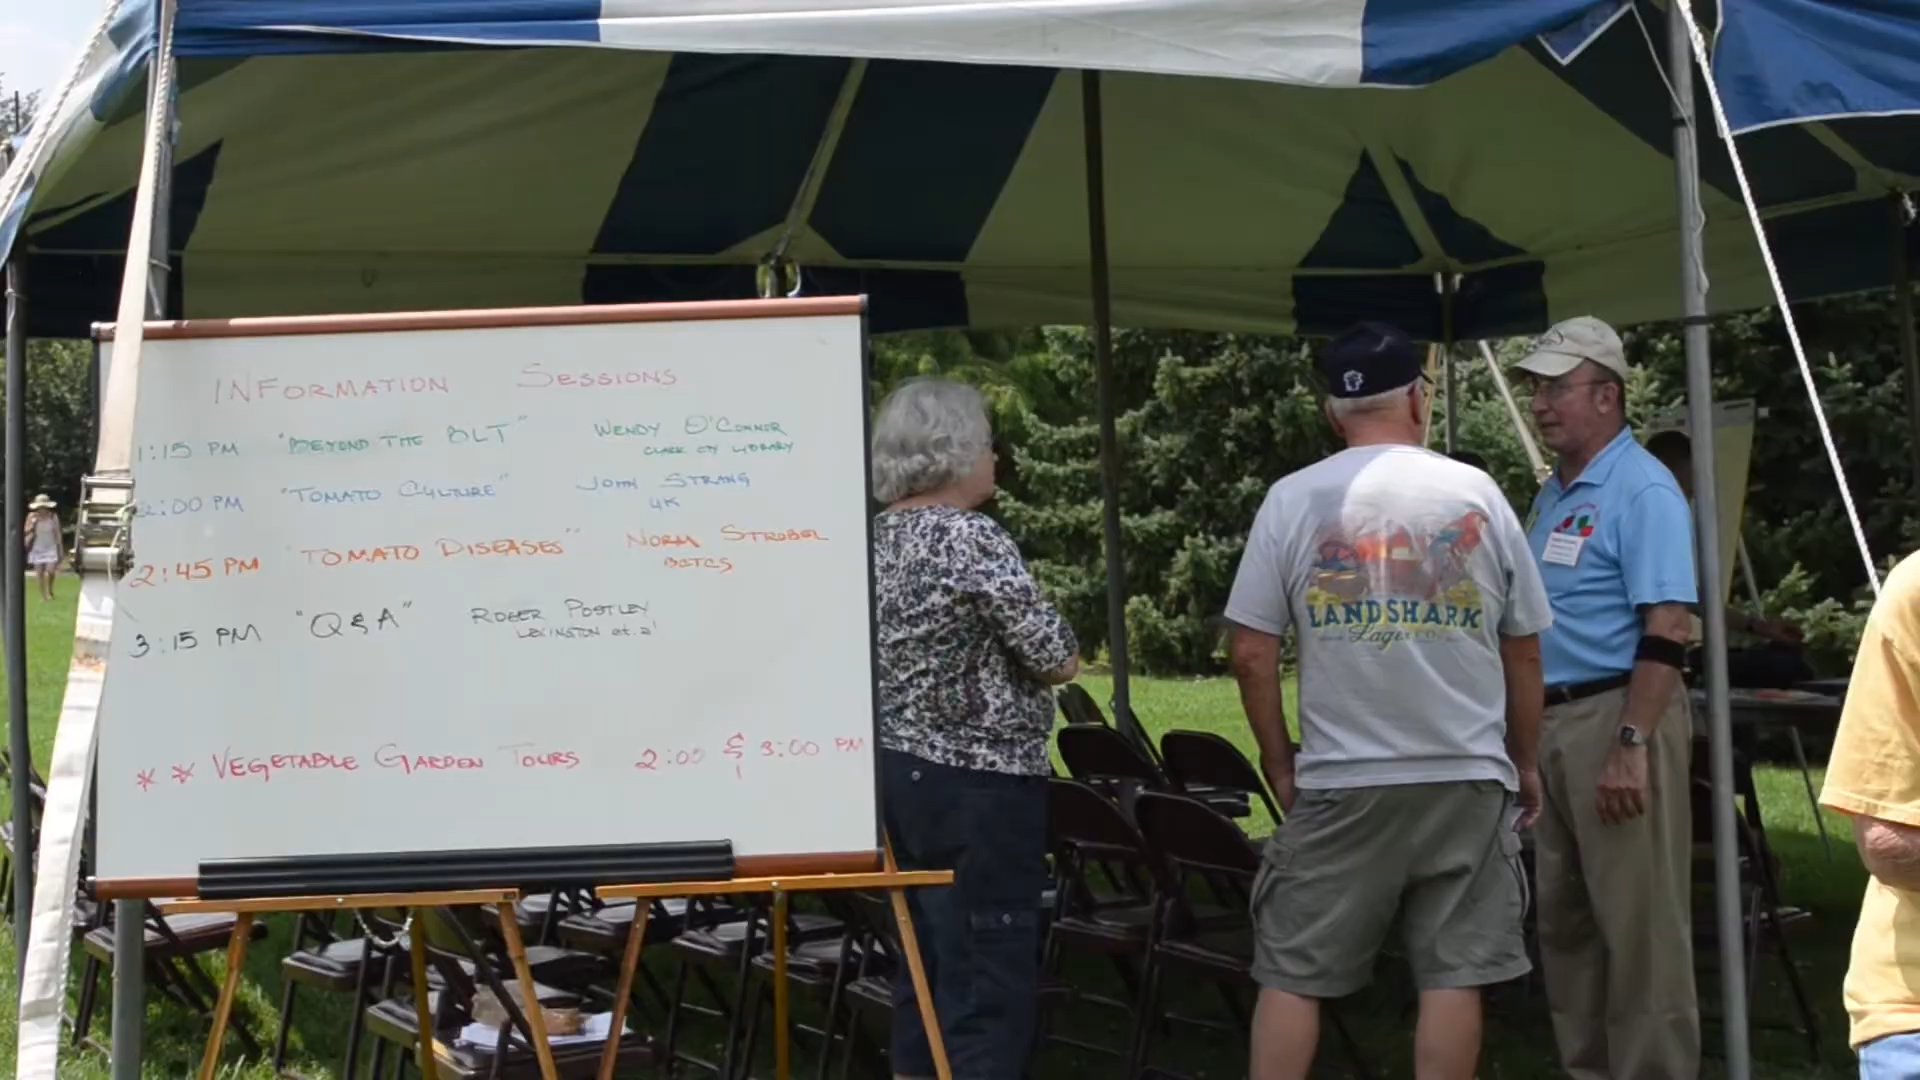 INFORMATION SESSIONS
1:15 PM "BEYOND THE BLT" WENDY O'CONNOR
CLARK CTY LIBRARY
2:00 PM "TOMATO CULTURE" JOHN STRANG
UK
2:45 PM "TOMATO DISEASES" NORM STROBEL
3:15 PM "Q & A" ROGER POSTLEY
LEXINGTON et. al
** VEGETABLE GARDEN TOURS 2:00 & 3:00 PM
LANDSHARK
Lager